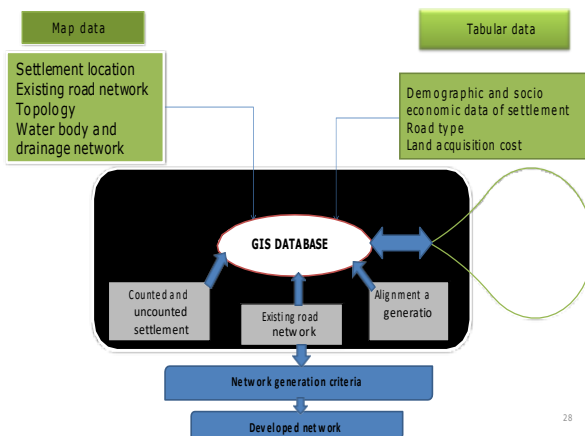 Map data
Tabular data
Settlement location
Existing road network
Topology
Water body and
drainage network
Demographic and socio
economic data of settlement
Road type
Land acquisition cost
GIS DATABASE
Counted and
uncounted
settlement
Existing road
network
Alignment a
generatio
Network generation criteria
Developed network
28